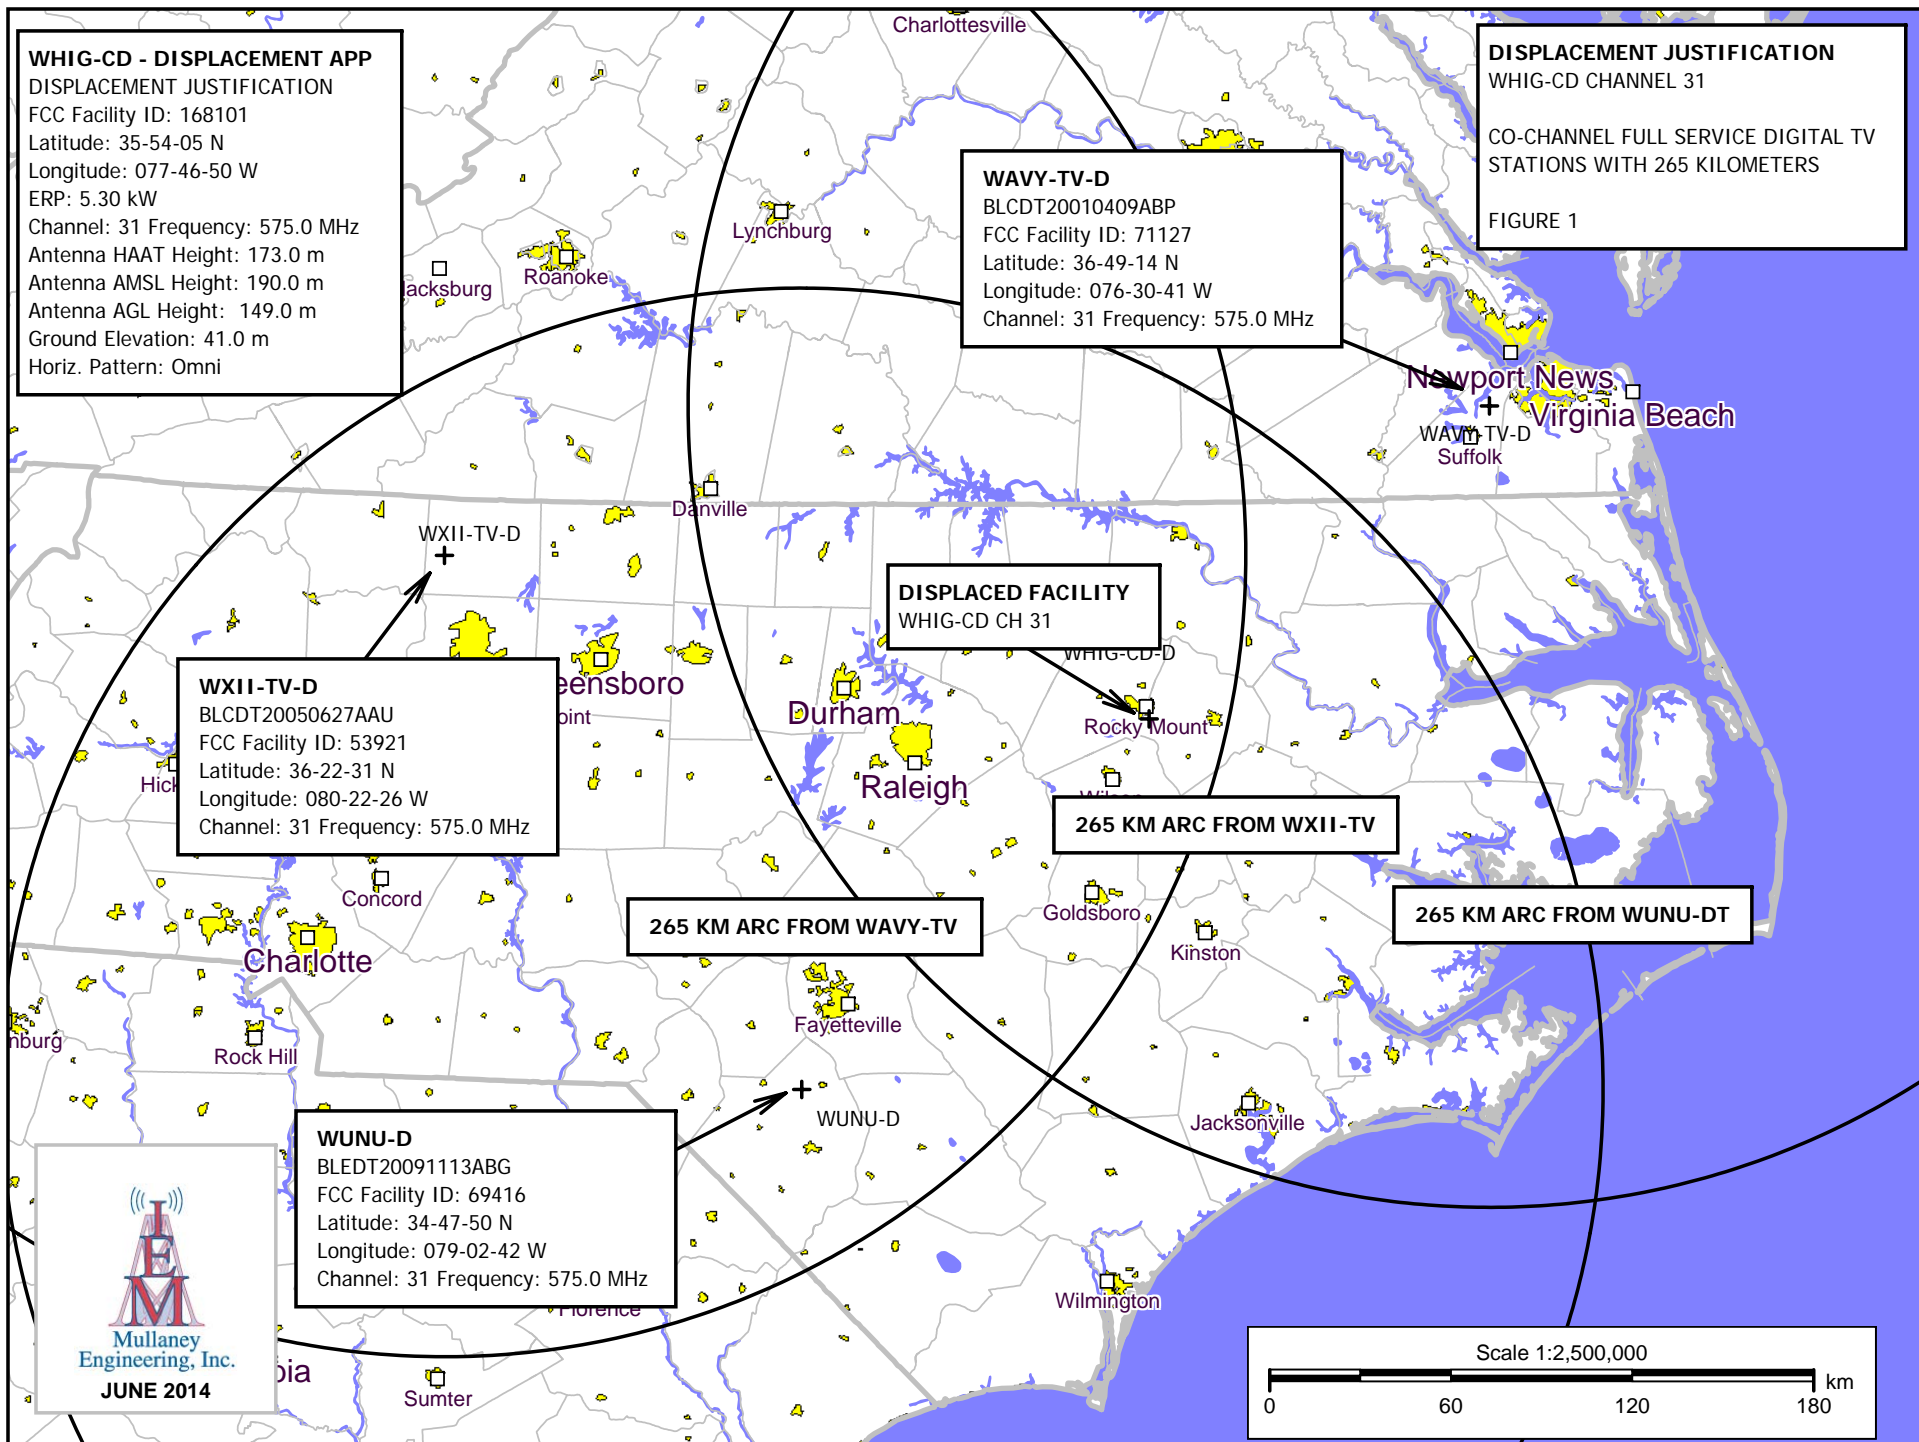 WHIG-CD - DISPLACEMENT APP
DISPLACEMENT JUSTIFICATION
FCC Facility ID: 168101
Latitude: 35-54-05 N
Longitude: 077-46-50 W
ERP: 5.30 kW
Channel: 31 Frequency: 575.0 MHz
Antenna HAAT Height: 173.0 m
Antenna AMSL Height: 190.0 m
Antenna AGL Height: 149.0 m
Ground Elevation: 41.0 m
Horiz. Pattern: Omni
Charlottesville
DISPLACEMENT JUSTIFICATION
WHIG-CD CHANNEL 31
CO-CHANNEL FULL SERVICE DIGITAL TV
STATIONS WITH 265 KILOMETERS
FIGURE 1
WAVY-TV-D
BLCDT20010409ABP
FCC Facility ID: 71127
Latitude: 36-49-14 N
Longitude: 076-30-41 W
Channel: 31 Frequency: 575.0 MHz
Lynchburg
Roanoke
lacksburg
Newport News
Virginia Beach
WAVY-TV-D
Suffolk
Danville
WXII-TV-D
DISPLACED FACILITY
WHIG-CD CH 31
WHIG-CD-D
Rocky Mount
WXII-TV-D
BLCDT20050627AAU
FCC Facility ID: 53921
Latitude: 36-22-31 N
Longitude: 080-22-26 W
Channel: 31 Frequency: 575.0 MHz
eensboro
oint
Durham
Raleigh
Hick
Wilson
265 KM ARC FROM WXII-TV
Concord
Goldsboro
265 KM ARC FROM WAVY-TV
265 KM ARC FROM WUNU-DT
Kinston
Charlotte
Fayetteville
nburg
Rock Hill
WUNU-D
Jacksonville
WUNU-D
BLEDT20091113ABG
FCC Facility ID: 69416
Latitude: 34-47-50 N
Longitude: 079-02-42 W
Channel: 31 Frequency: 575.0 MHz
Florence
Wilmington
IEM
Mullaney
Engineering, Inc.
JUNE 2014
bia
Sumter
Scale 1:2,500,000
km
0 60 120 180